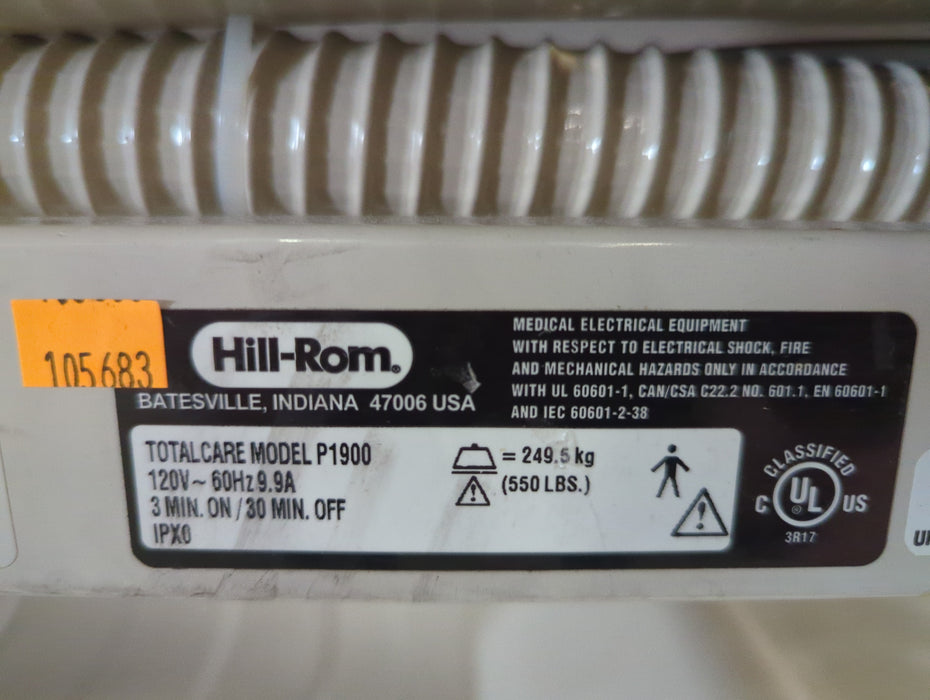 105683
Hill-Rom®
BATESVILLE, INDIANA 47006 USA
MEDICAL ELECTRICAL EQUIPMENT
WITH RESPECT TO ELECTRICAL SHOCK, FIRE
AND MECHANICAL HAZARDS ONLY IN ACCORDANCE
WITH UL 60601-1, CAN/CSA C22.2 NO. 601.1, EN 60601-1
AND IEC 60601-2-38
TOTALCARE MODEL P1900
120V~ 60Hz 9.9A
3 MIN. ON / 30 MIN. OFF
IPX0
= 249.5 kg
(550 LBS.)
CLASSIFIED
C UL® US
3R17